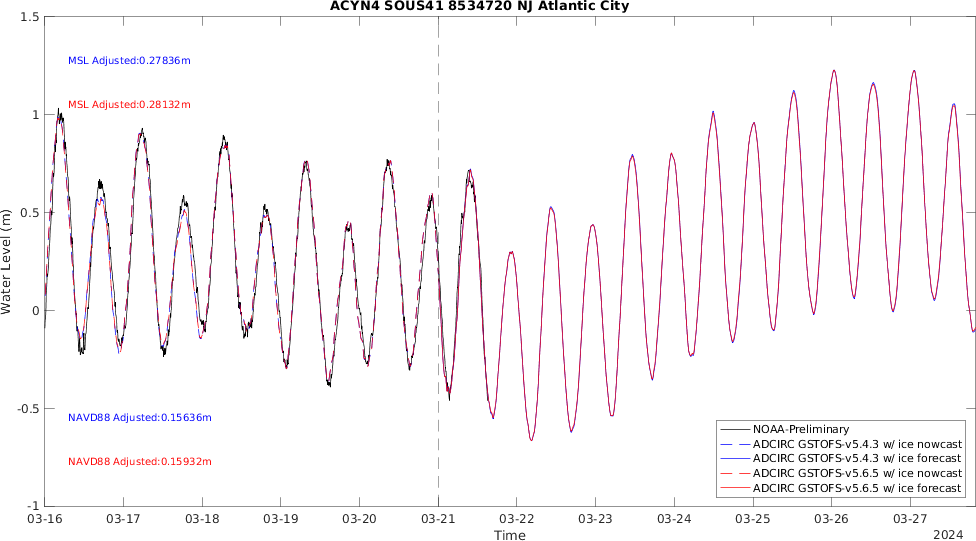 ACYN4 SOUS41 8534720 NJ Atlantic City
1.5
MSL Adjusted:0.27836m
MSL Adjusted:0.28132m
1
0.5
Water Level (m)
0
-0.5
NAVD88 Adjusted:0.15636m
NAVD88 Adjusted:0.15932m
NOAA-Preliminary
ADCIRC GSTOFS-v5.4.3 w/ ice nowcast
ADCIRC GSTOFS-v5.4.3 w/ ice forecast
ADCIRC GSTOFS-v5.6.5 w/ ice nowcast
ADCIRC GSTOFS-v5.6.5 w/ ice forecast
-1
03-16 03-17 03-18 03-19 03-20 03-21 03-22 03-23 03-24 03-25 03-26 03-27
Time 2024